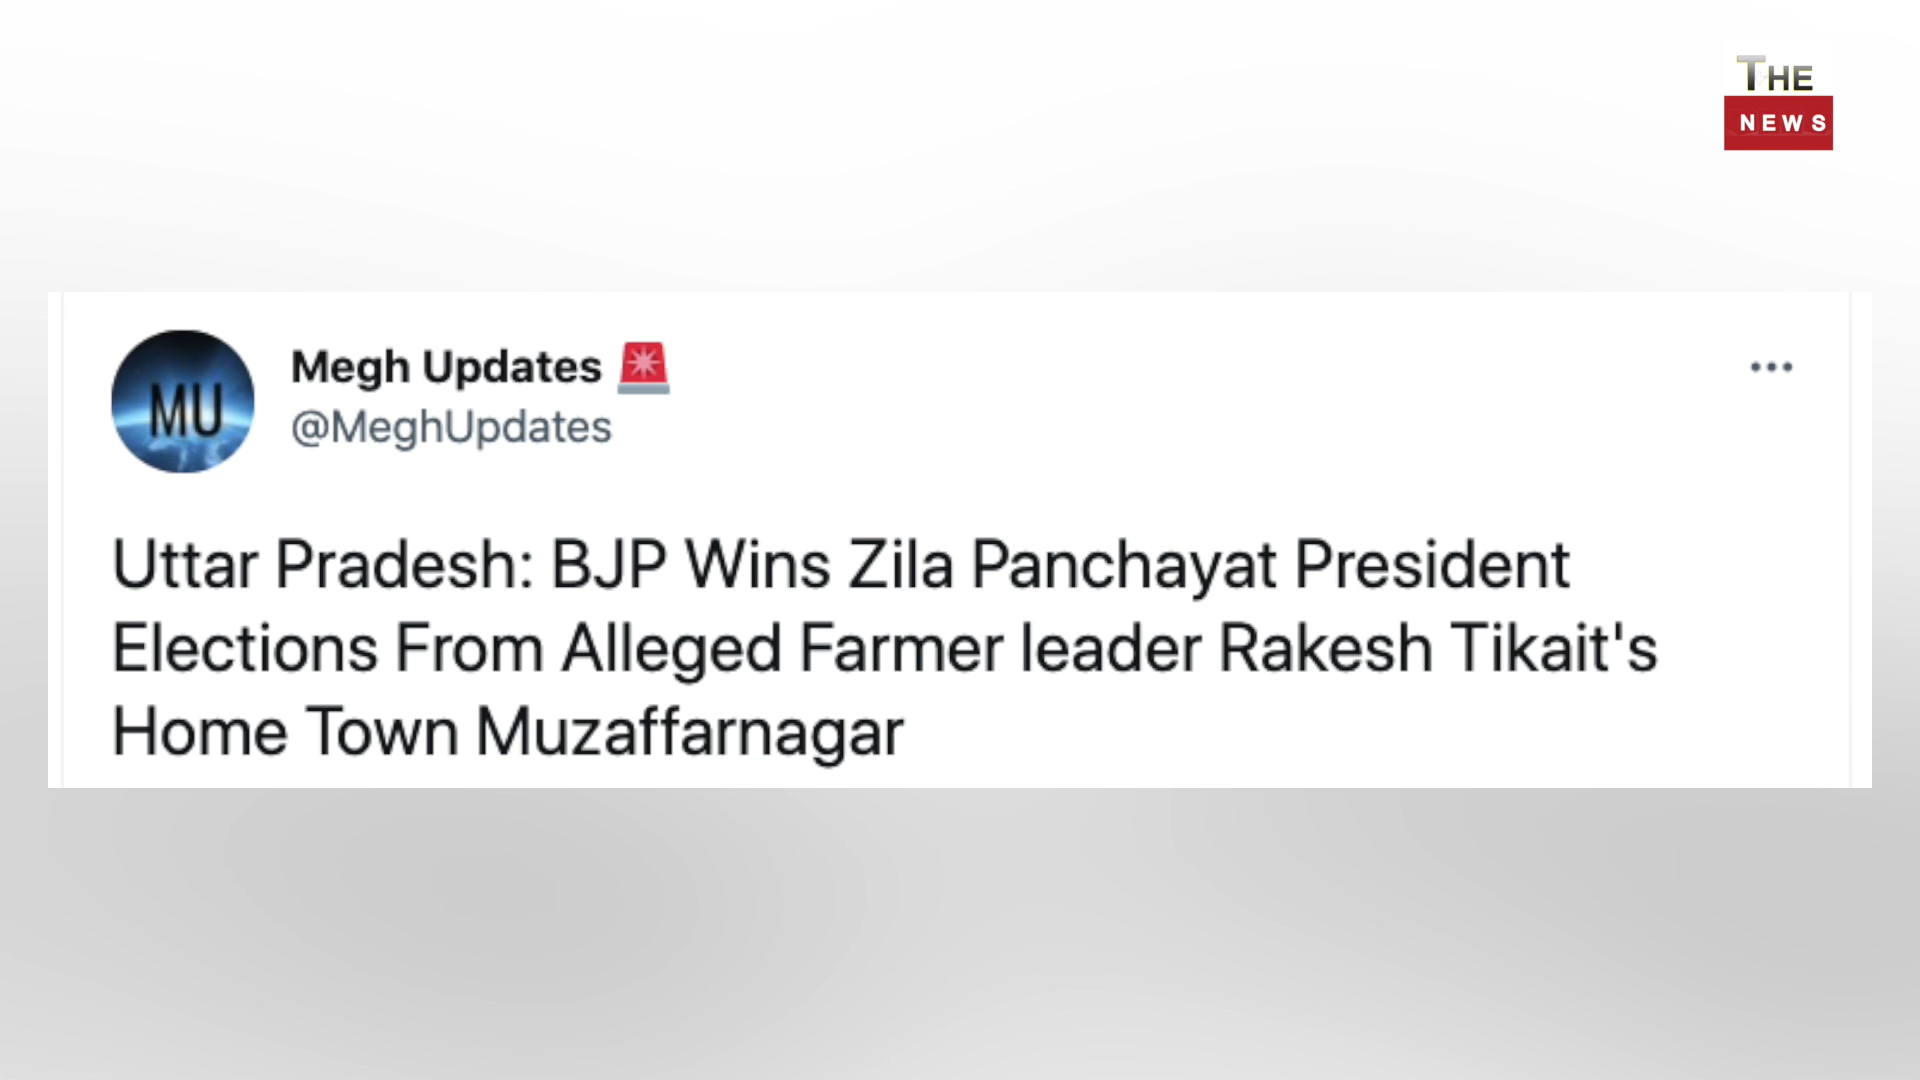 THE
NEWS
MU
Megh Updates
@MeghUpdates
Uttar Pradesh: BJP Wins Zila Panchayat President
Elections From Alleged Farmer leader Rakesh Tikait's
Home Town Muzaffarnagar